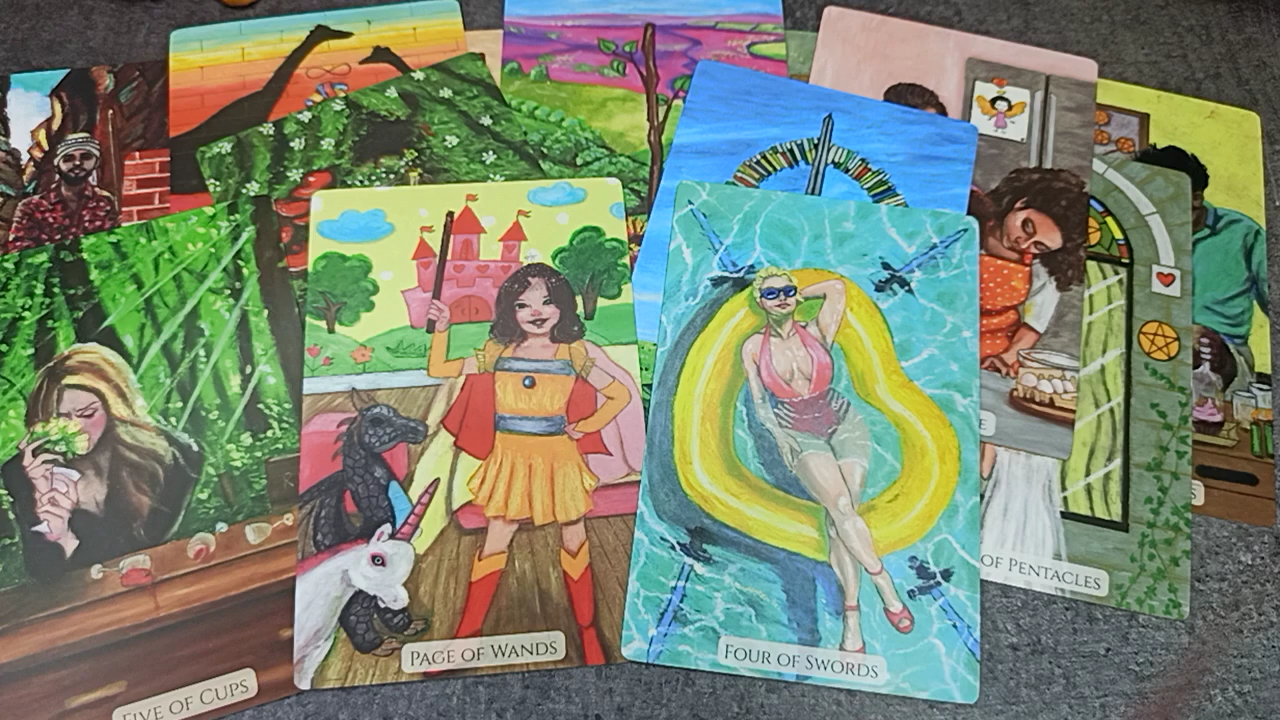 FIVE OF CUPS
PAGE OF WANDS
FOUR OF SWORDS
OF PENTACLES